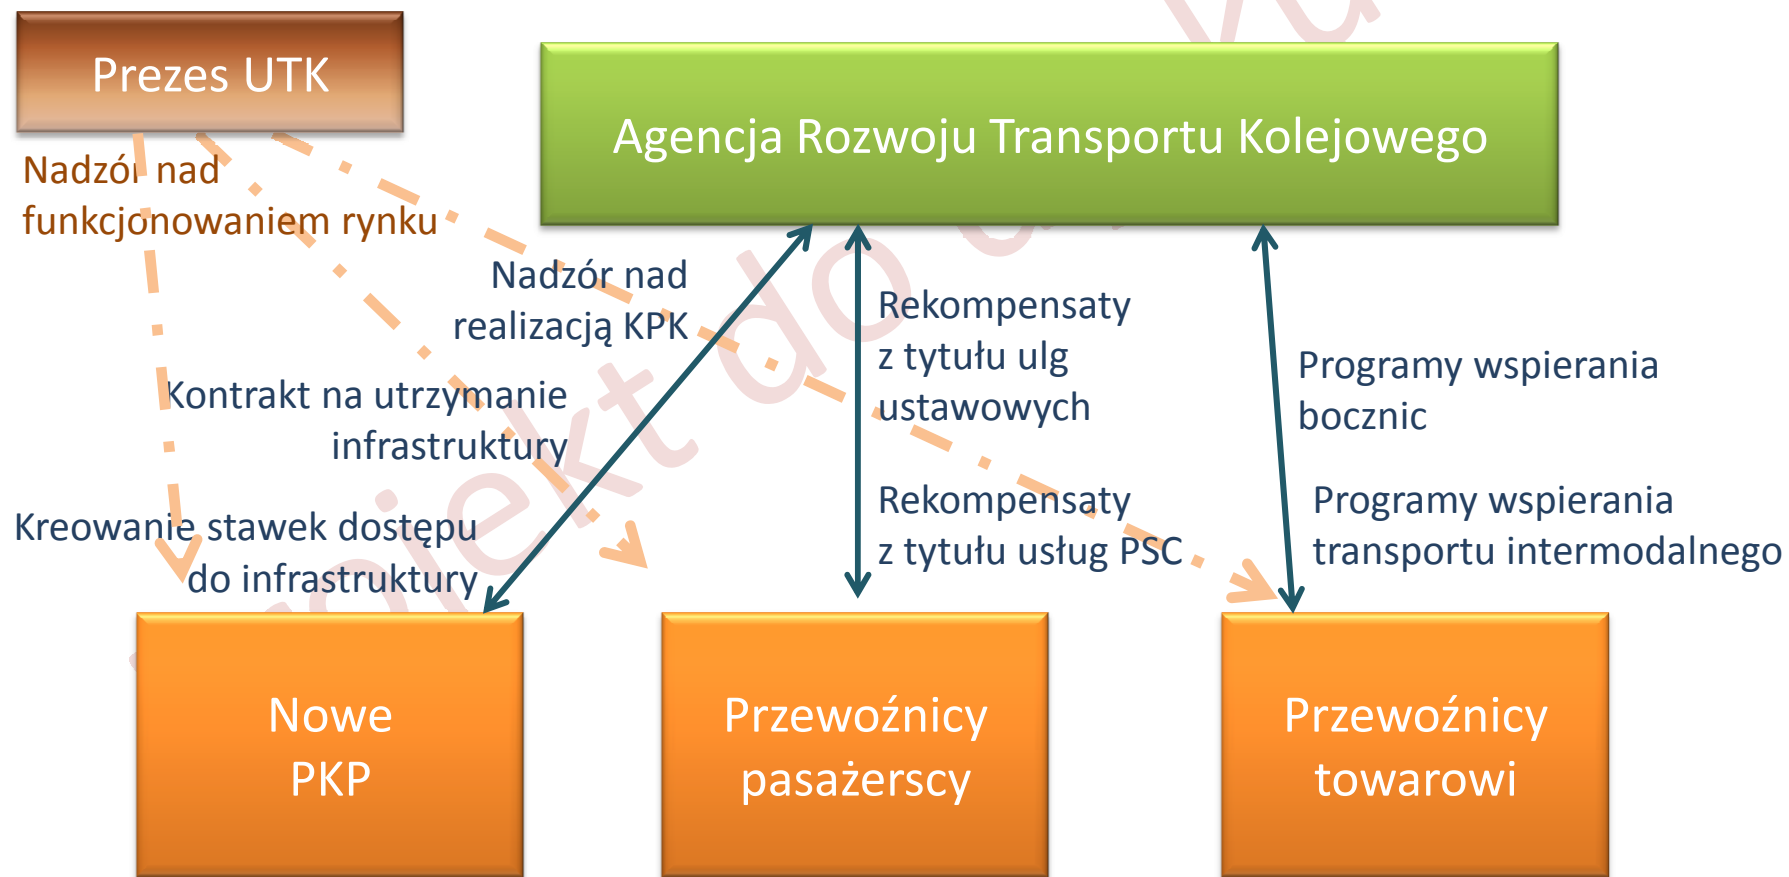 Prezes UTK
Agencja Rozwoju Transportu Kolejowego
Nadzór nad
funkcjonowaniem rynku
Nadzór nad
realizacją KPK
Kontrakt na utrzymanie
infrastruktury
Kreowanie stawek dostępu
do infrastruktury
Rekompensaty
z tytułu ulg
ustawowych
Rekompensaty
z tytułu usług PSC
Programy wspierania
bocznic
Programy wspierania
transportu intermodalnego
Nowe
PKP
Przewoźnicy
pasażerscy
Przewoźnicy
towarowi